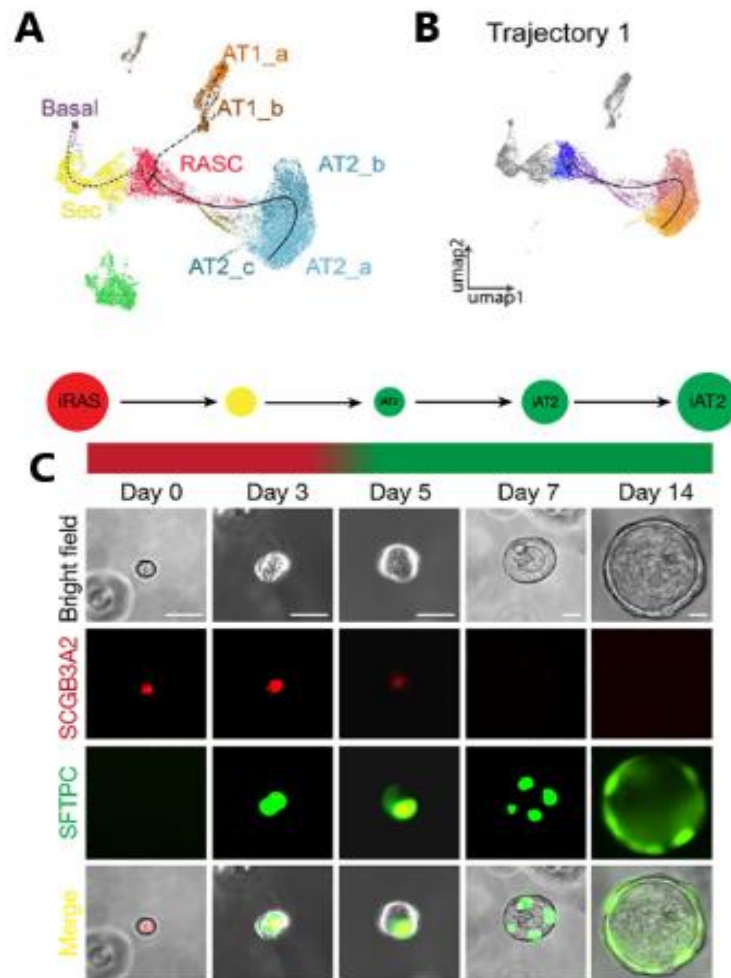 A
AT1_a
AT1_b
Basal
RASC
AT2_b
Sec
AT2_c
AT2_a
B
Trajectory 1
umap2
umap1
iRAS
iAT2
iAT2
iAT2
C
Day 0
Day 3
Day 5
Day 7
Day 14
Bright field
SCGB3A2
SFTPC
Merge